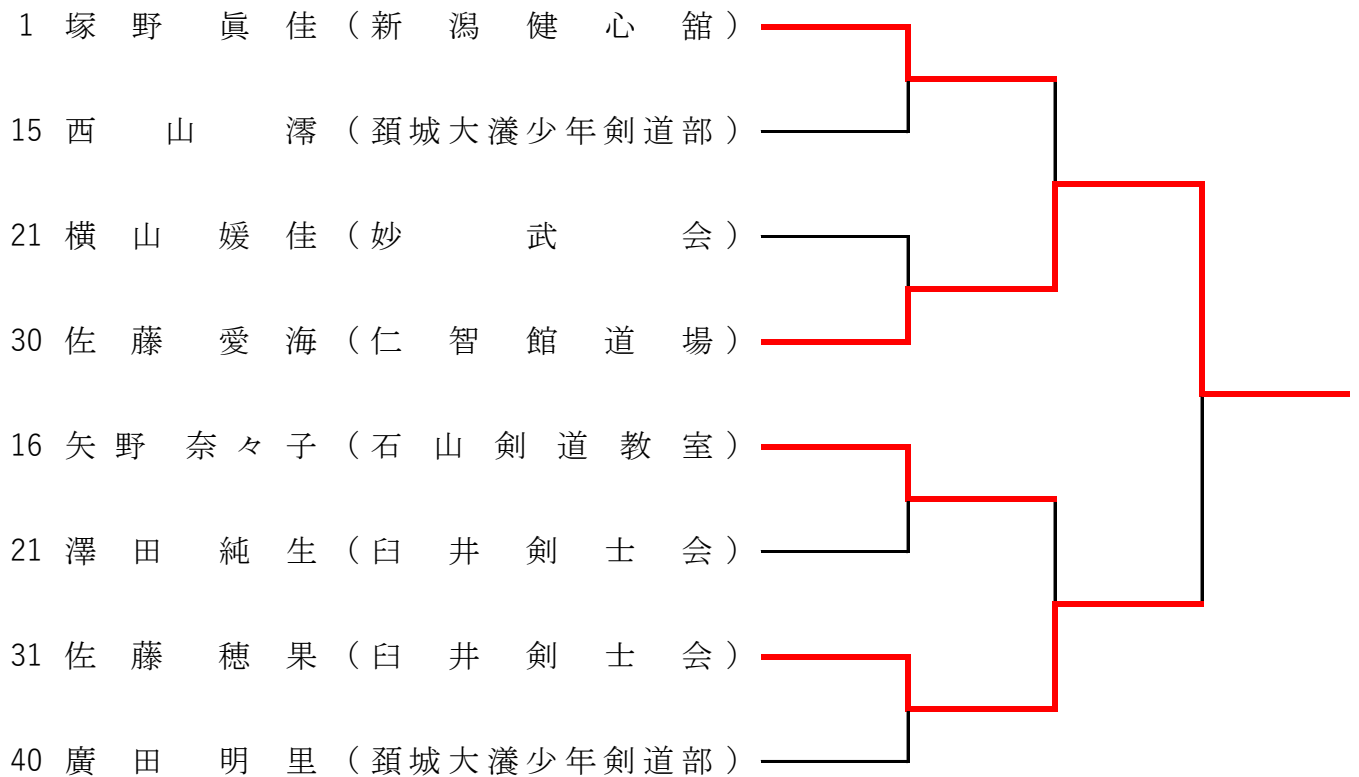 1 塚野 眞佳 (新潟健心舘)
15 西山 澪 (頚城大瀁少年剣道部)
21 横山 媛佳 (妙武会)
30 佐藤 愛海 (仁智館道場)
16 矢野 奈々子 (石山剣道教室)
21 澤田 純生 (臼井剣士会)
31 佐藤 穂果 (臼井剣士会)
40 廣田 明里 (頚城大瀁少年剣道部)